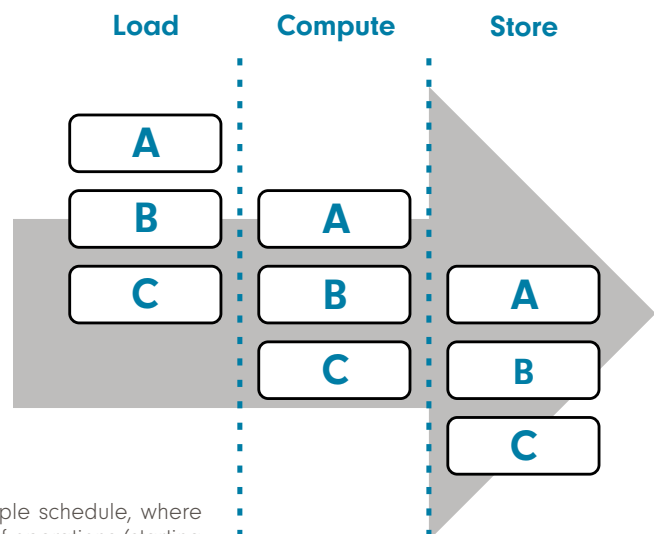 Load Compute Store
A
B A
C B A
C B
C
ple schedule, where